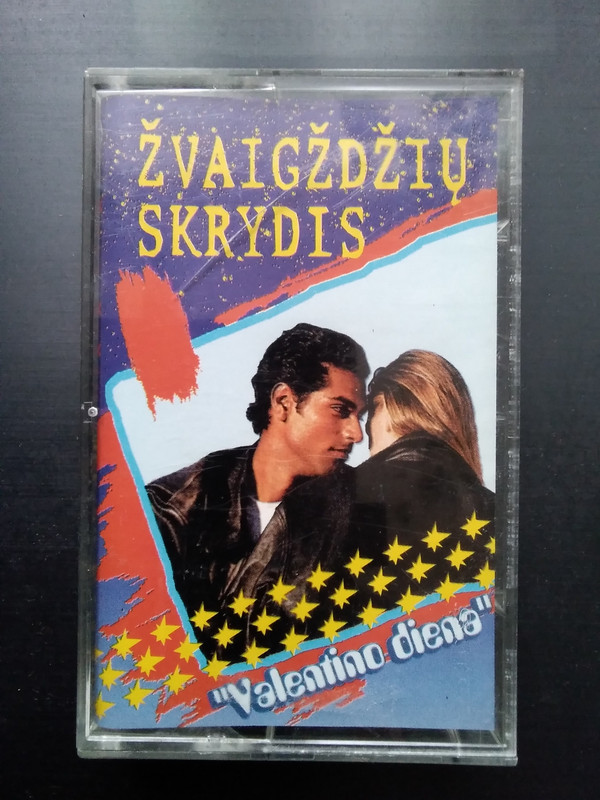 ŽVAIGŽDŽIŲ
SKRYDIS
"Valentino diena"